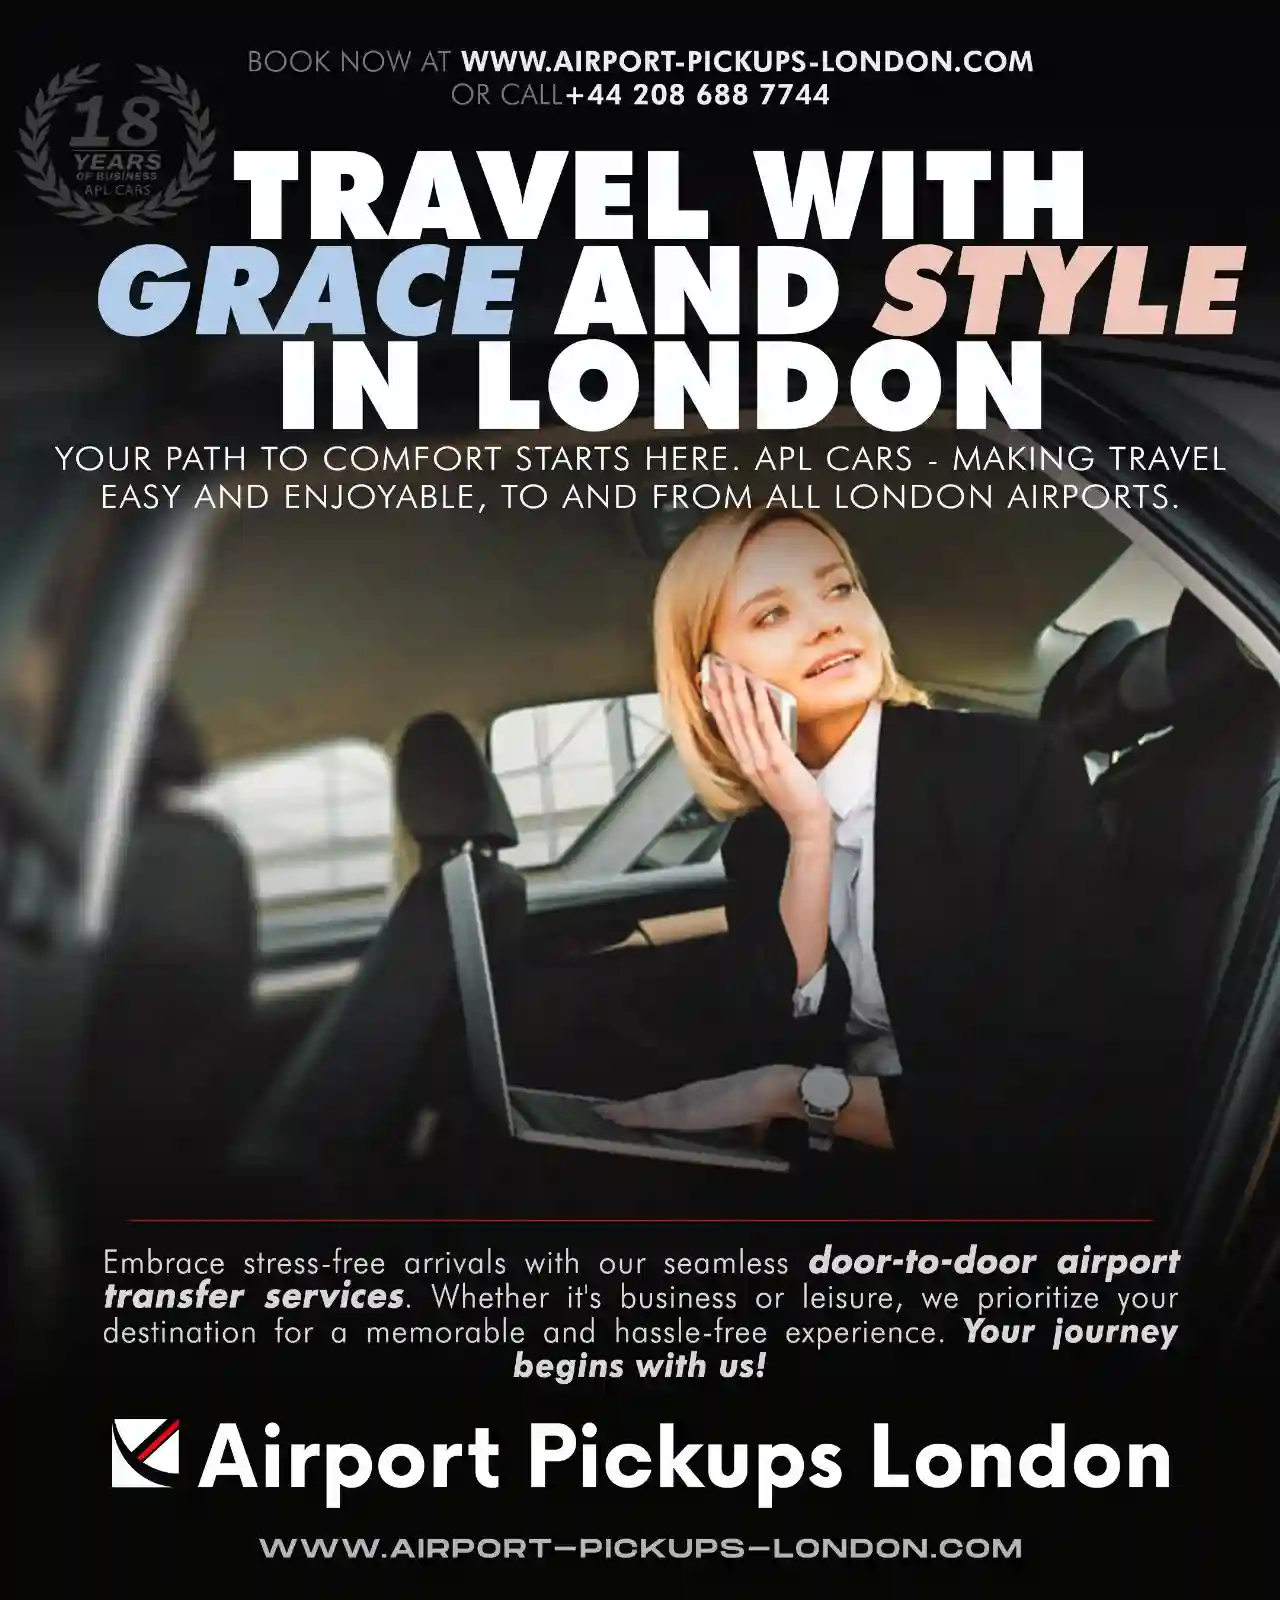 BOOK NOW AT WWW.AIRPORT-PICKUPS-LONDON.COM
OR CALL+44 208 688 7744
18
YEARS
OF BUSINESS
APL CARS
TRAVEL WITH
GRACE AND STYLE
IN LONDON
YOUR PATH TO COMFORT STARTS HERE. APL CARS - MAKING TRAVEL
EASY AND ENJOYABLE, TO AND FROM ALL LONDON AIRPORTS.
Embrace stress-free arrivals with our seamless door-to-door airport
transfer services. Whether it's business or leisure, we prioritize your
destination for a memorable and hassle-free experience. Your journey
begins with us!
Airport Pickups London
WWW.AIRPORT-PICKUPS-LONDON.COM